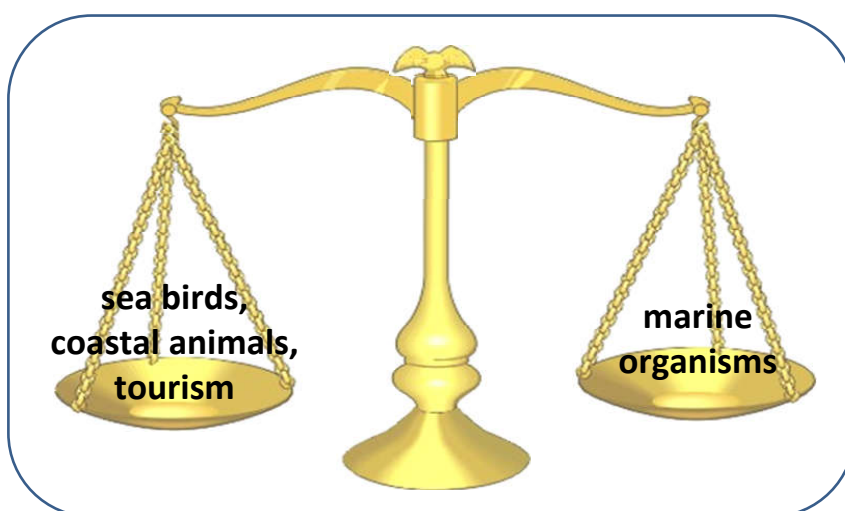 sea birds,
coastal animals,
tourism
marine
organisms